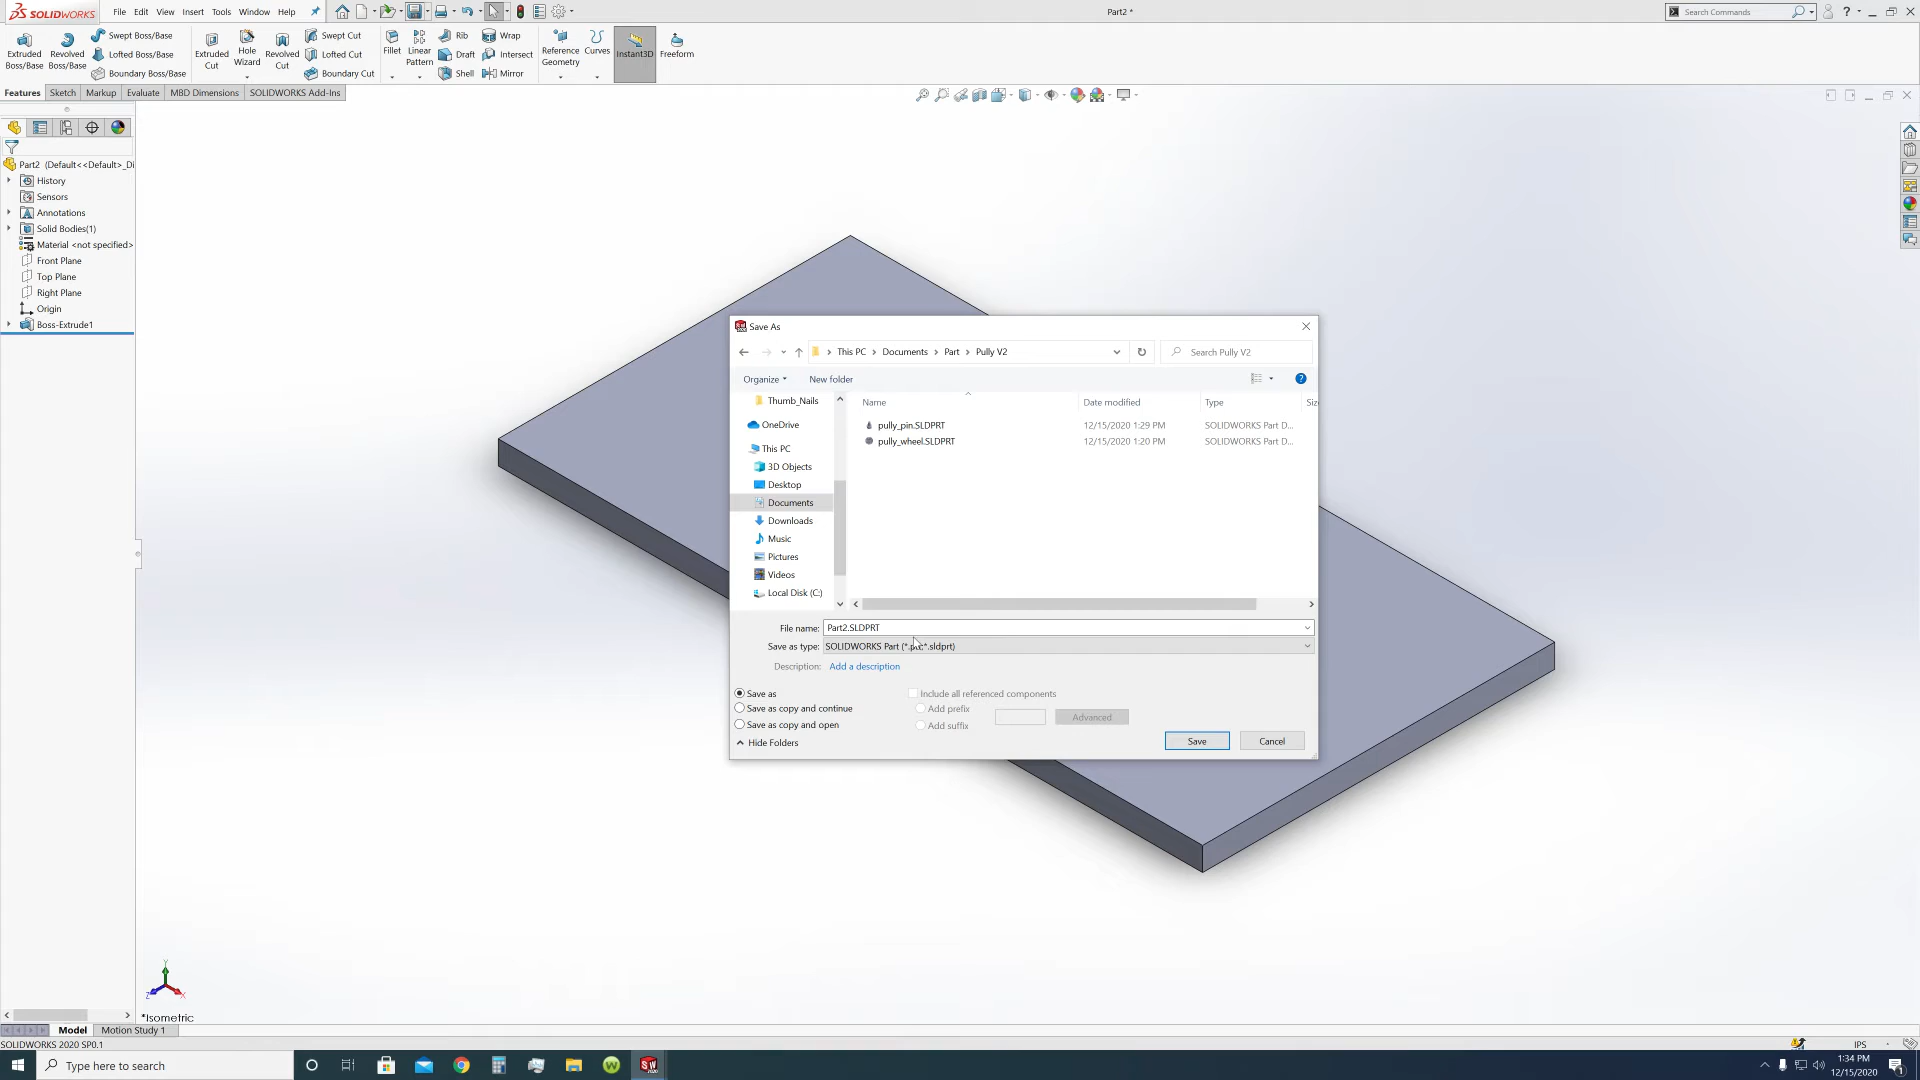 SOLIDWORKS File Edit View Insert Tools Window Help Part2 * Search Commands
Extruded Boss/Base
Revolved Boss/Base
Swept Boss/Base
Lofted Boss/Base
Boundary Boss/Base
Extruded Cut
Hole Wizard
Revolved Cut
Swept Cut
Lofted Cut
Boundary Cut
Fillet
Linear Pattern
Rib
Draft
Shell
Wrap
Intersect
Mirror
Reference Geometry
Curves
Instant3D
Freeform
Features Sketch Markup Evaluate MBD Dimensions SOLIDWORKS Add-Ins
Part2 (Default<<Default>_Di
History
Sensors
Annotations
Solid Bodies(1)
Material <not specified>
Front Plane
Top Plane
Right Plane
Origin
Boss-Extrude1
Save As
This PC > Documents > Part > Pully V2
Search Pully V2
Organize New folder
Thumb_Nails
OneDrive
This PC
3D Objects
Desktop
Documents
Downloads
Music
Pictures
Videos
Local Disk (C:)
Name Date modified Type Siz
pully_pin.SLDPRT 12/15/2020 1:29 PM SOLIDWORKS Part D...
pully_wheel.SLDPRT 12/15/2020 1:20 PM SOLIDWORKS Part D...
File name: Part2.SLDPRT
Save as type: SOLIDWORKS Part (*.prt;*.sldprt)
Description: Add a description
Save as
Save as copy and continue
Save as copy and open
Include all referenced components
Add prefix
Add suffix
Advanced
Hide Folders
Save Cancel
Y
Z X
*Isometric
Model Motion Study 1
SOLIDWORKS 2020 SP0.1
IPS
Type here to search
1:34 PM
12/15/2020